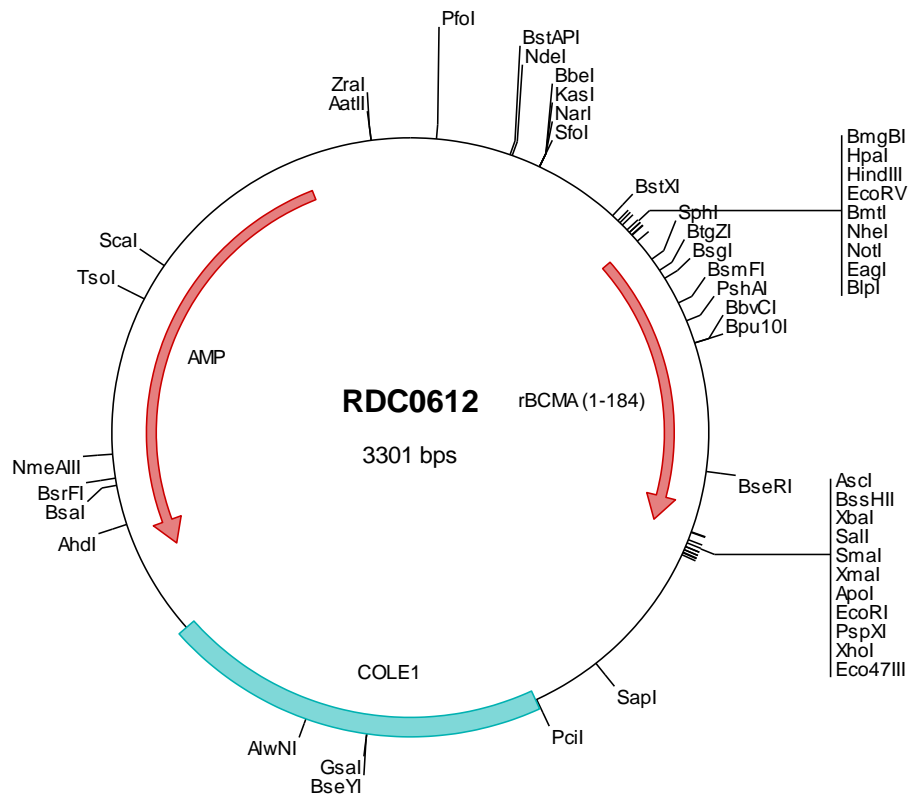 PfoI
BstAPI
NdeI
BbeI
KasI
NarI
SfoI
ZraI
AatII
BmgBI
HpaI
HindIII
EcoRV
BmtI
NheI
NotI
EagI
BlpI
BstXI
SphI
BtgZI
BsgI
BsmFI
PshAI
BbvCI
Bpu10I
ScaI
TsoI
AMP
RDC0612
rBCMA (1-184)
3301 bps
NmeAIII
BsrFI
BsaI
AhdI
BseRI
AscI
BssHII
XbaI
SalI
SmaI
XmaI
ApoI
EcoRI
PspXI
XhoI
Eco47III
COLE1
SapI
PciI
AlwNI
GsaI
BseYI